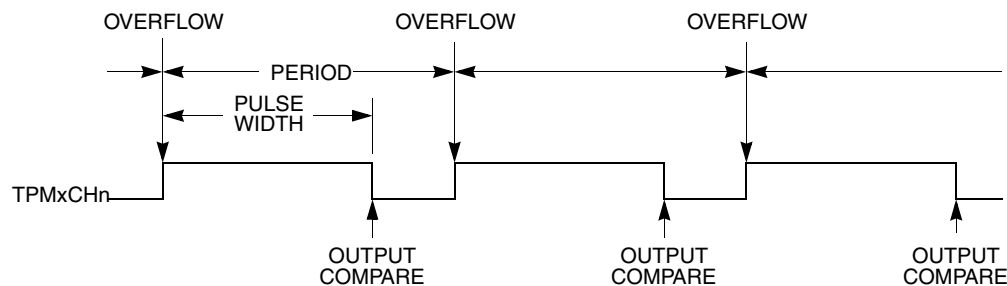 OVERFLOW OVERFLOW OVERFLOW
PERIOD
PULSE
WIDTH
TPMxCHn
OUTPUT
COMPARE
OUTPUT
COMPARE
OUTPUT
COMPARE